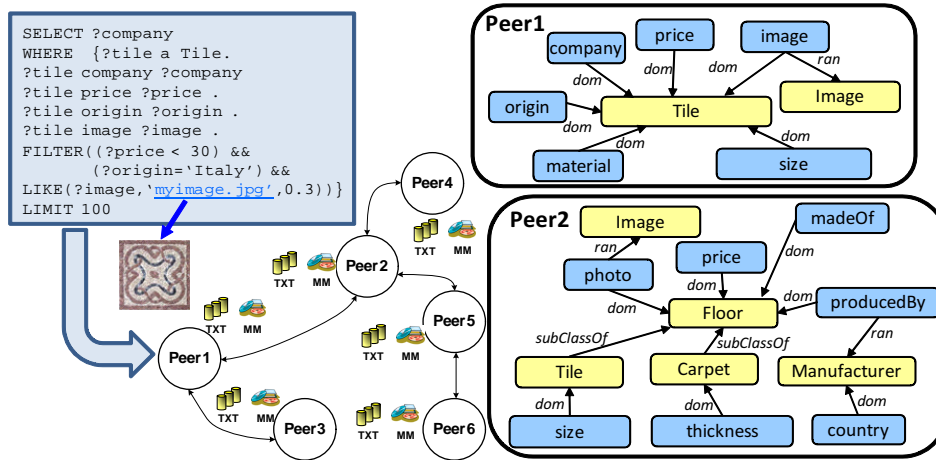 SELECT ?company
WHERE {?tile a Tile.
?tile company ?company
?tile price ?price .
?tile origin ?origin .
?tile image ?image .
FILTER((?price < 30) &&
(?origin=‘Italy’) &&
LIKE(?image,‘myimage.jpg’,0.3))}
LIMIT 100
Peer4
TXT MM
Peer2
TXT MM
Peer5
TXT MM
Peer1
TXT MM
Peer3
TXT MM
Peer6
TXT MM
Peer1
company
price
image
dom
dom
dom
ran
origin
dom
Tile
Image
material
dom
dom
size
Peer2
Image
madeOf
ran
dom
photo
price
dom
dom
Floor
dom
producedBy
subClassOf
subClassOf
ran
Tile
Carpet
Manufacturer
dom
dom
dom
size
thickness
country